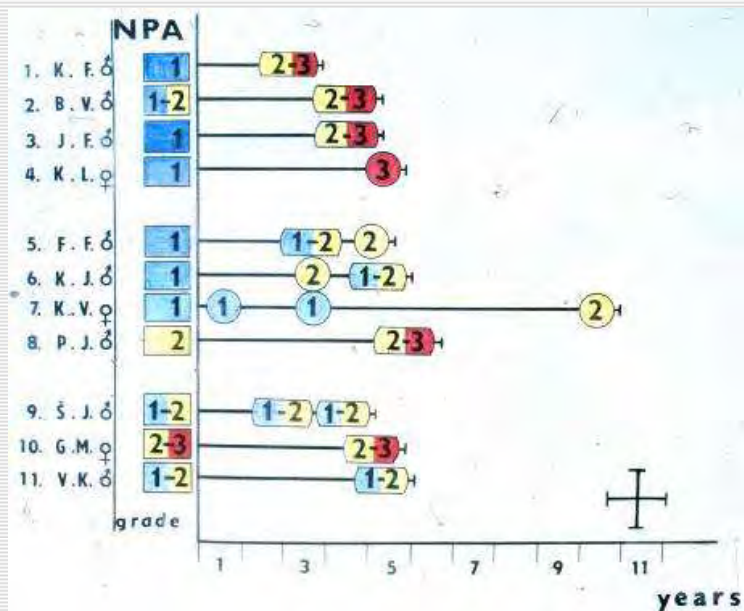 NPA
1. K. F. ♂ 1 2-3
2. B. V. ♂ 1-2 2-3
3. J. F. ♂ 1 2-3
4. K. L. ♀ 1 3
5. F. F. ♂ 1 1-2 2
6. K. J. ♂ 1 2 1-2
7. K. V. ♀ 1 1 1 2
8. P. J. ♂ 2 2-3
9. Š. J. ♂ 1-2 1-2 1-2
10. G. M. ♀ 2-3 2-3
11. V. K. ♂ 1-2 1-2
grade
1 3 5 7 9 11
years